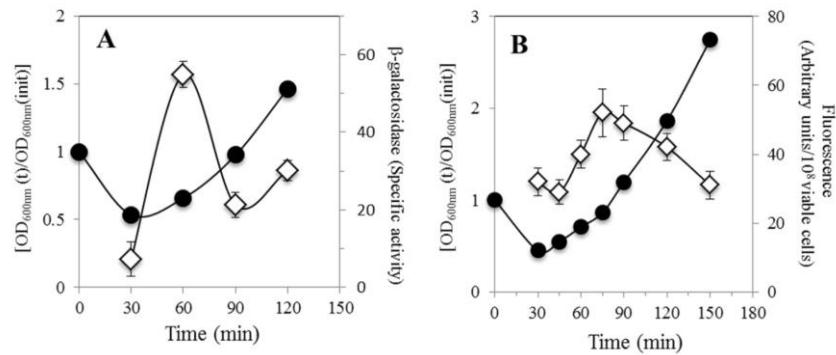 A
2
1.5
1
0.5
0
[OD600nm (t)/OD600nm(init)]
0 30 60 90 120 150
Time (min)
60
40
20
0
β-galactosidase (Specific activity)
B
3
2
1
0
[OD600nm (t)/OD600nm(init)]
0 30 60 90 120 150
Time (min)
80
60
40
20
0
Fluorescence
(Arbitrary units/10⁸ viable cells)